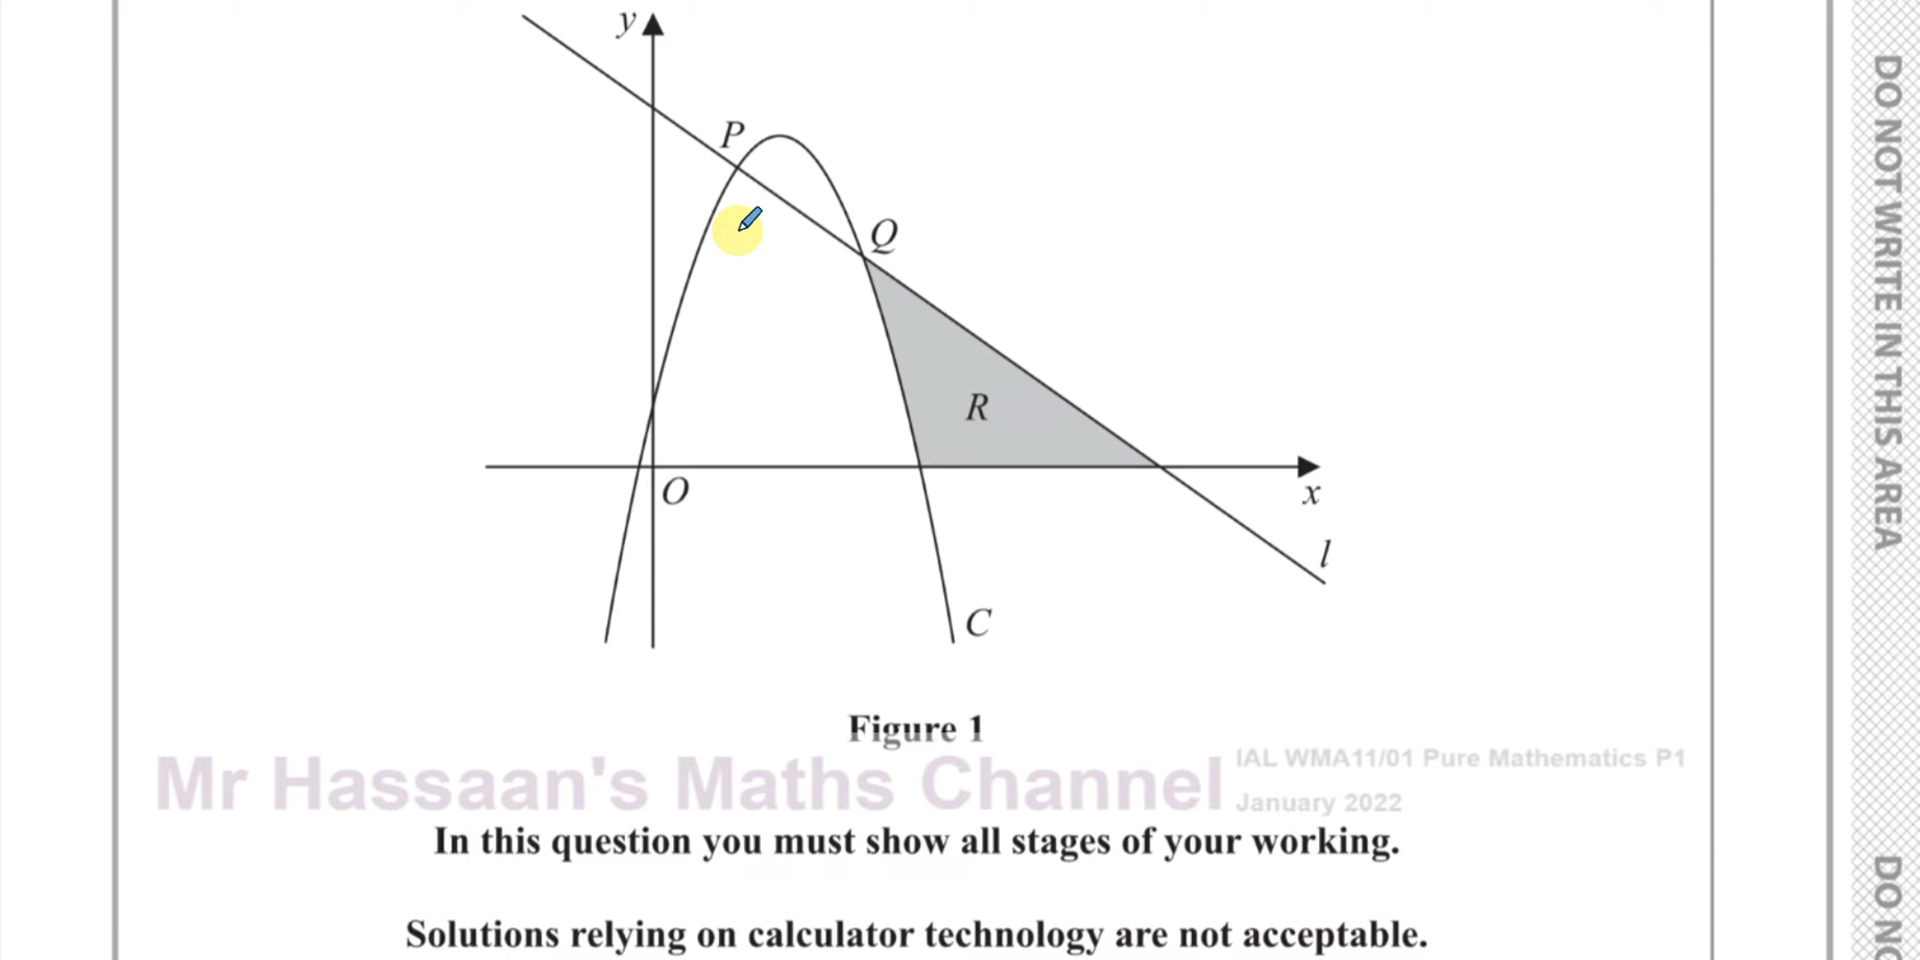 y
P
Q
R
O
x
l
C
Figure 1
Mr Hassaan's Maths Channel
IAL WMA11/01 Pure Mathematics P1
January 2022
In this question you must show all stages of your working.
Solutions relying on calculator technology are not acceptable.
DO NOT WRITE IN THIS AREA
DO NO